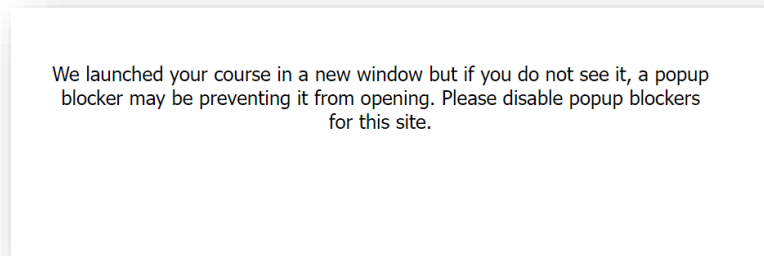 We launched your course in a new window but if you do not see it, a popup
blocker may be preventing it from opening. Please disable popup blockers
for this site.